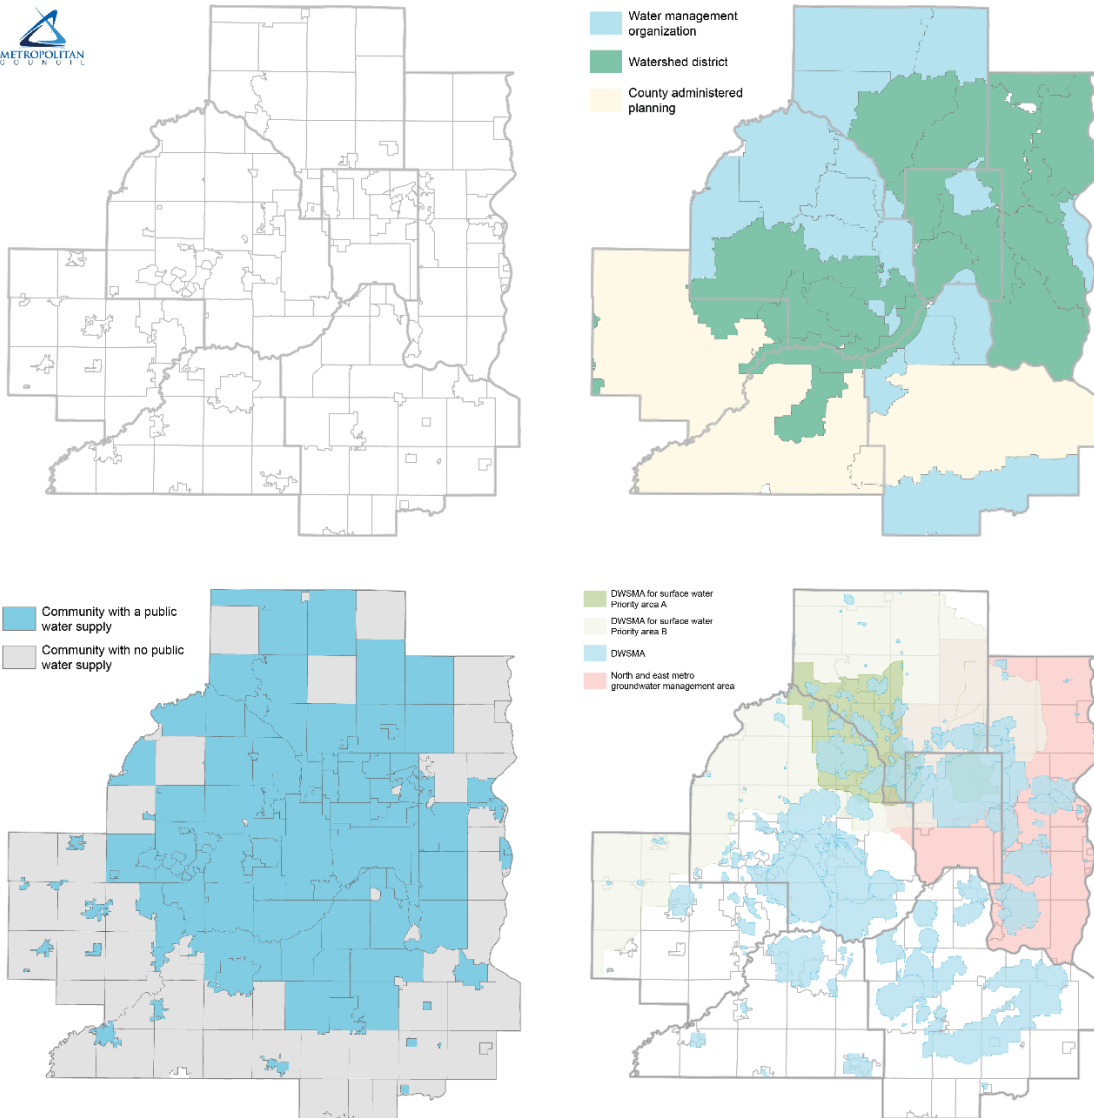 METROPOLITAN
COUNCIL
Water management
organization
Watershed district
County administered
planning
Community with a public
water supply
Community with no public
water supply
DWSMA for surface water
Priority area A
DWSMA for surface water
Priority area B
DWSMA
North and east metro
groundwater management area